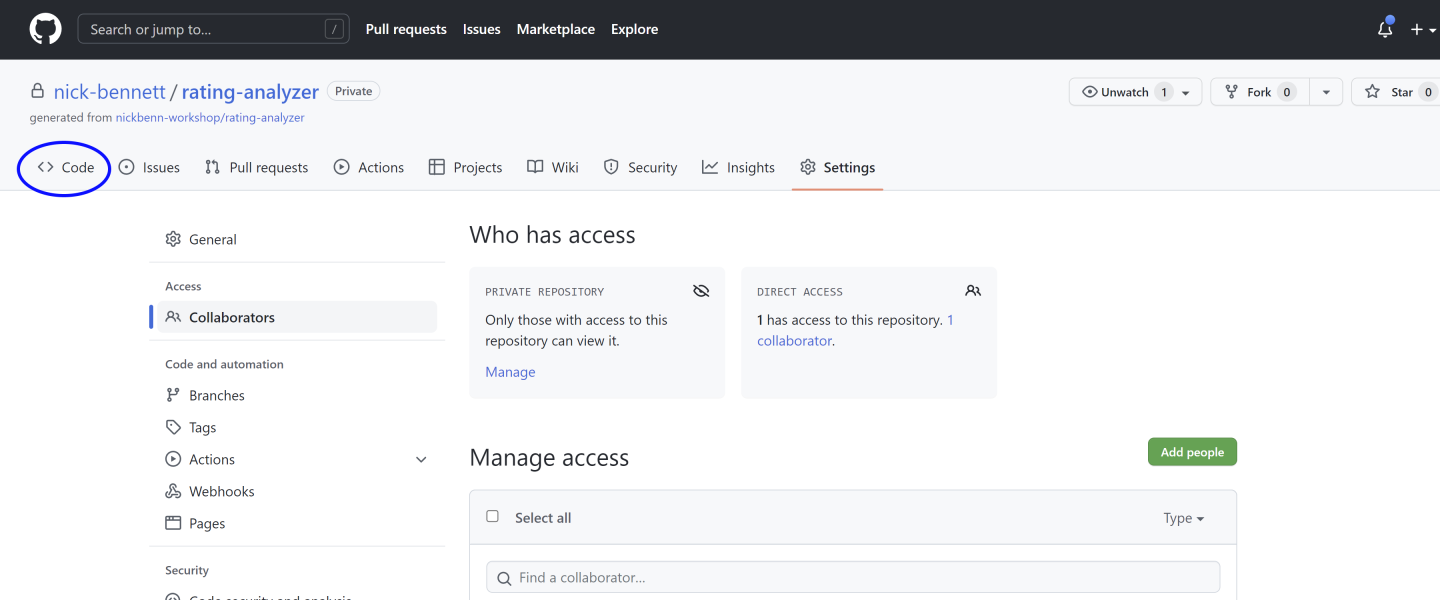 Search or jump to... /
Pull requests Issues Marketplace Explore
nick-bennett / rating-analyzer Private
Unwatch 1 Fork 0 Star 0
generated from nickbenn-workshop/rating-analyzer
Code Issues Pull requests Actions Projects Wiki Security Insights Settings
General
Access
Collaborators
Code and automation
Branches
Tags
Actions
Webhooks
Pages
Security
Code security and analysis
Who has access
PRIVATE REPOSITORY
Only those with access to this
repository can view it.
Manage
DIRECT ACCESS
1 has access to this repository. 1
collaborator.
Manage access
Add people
Select all
Type
Find a collaborator...